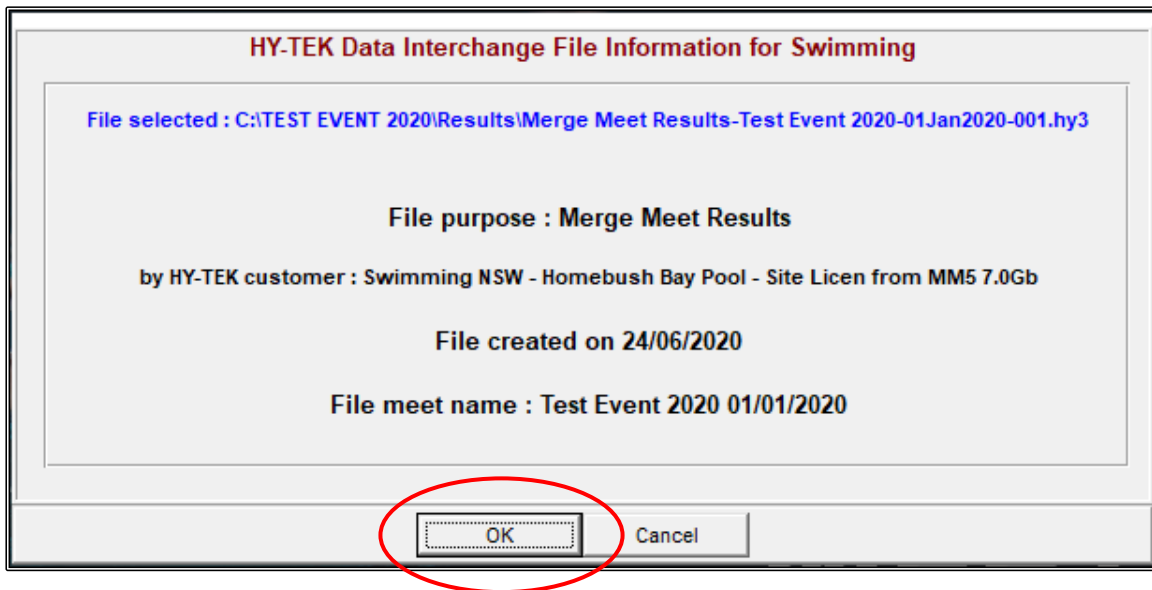 HY-TEK Data Interchange File Information for Swimming
File selected : C:\TEST EVENT 2020\Results\Merge Meet Results-Test Event 2020-01Jan2020-001.hy3
File purpose : Merge Meet Results
by HY-TEK customer : Swimming NSW - Homebush Bay Pool - Site Licen from MM5 7.0Gb
File created on 24/06/2020
File meet name : Test Event 2020 01/01/2020
OK Cancel